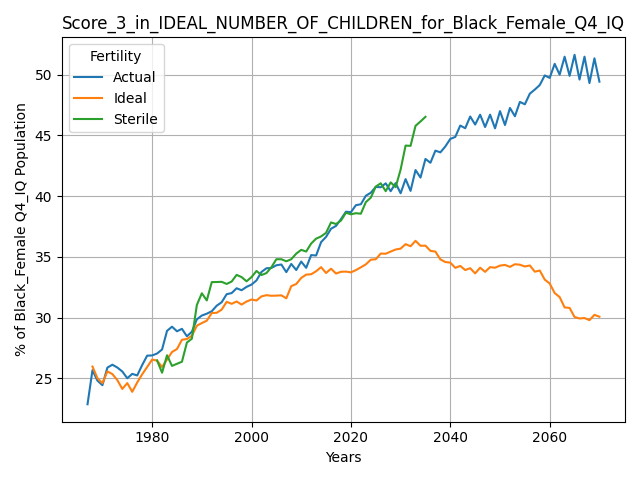 Score_3_in_IDEAL_NUMBER_OF_CHILDREN_for_Black_Female_Q4_IQ
Fertility
Actual
Ideal
Sterile
% of Black_Female Q4_IQ Population
50
45
40
35
30
25
1980
2000
2020
2040
2060
Years